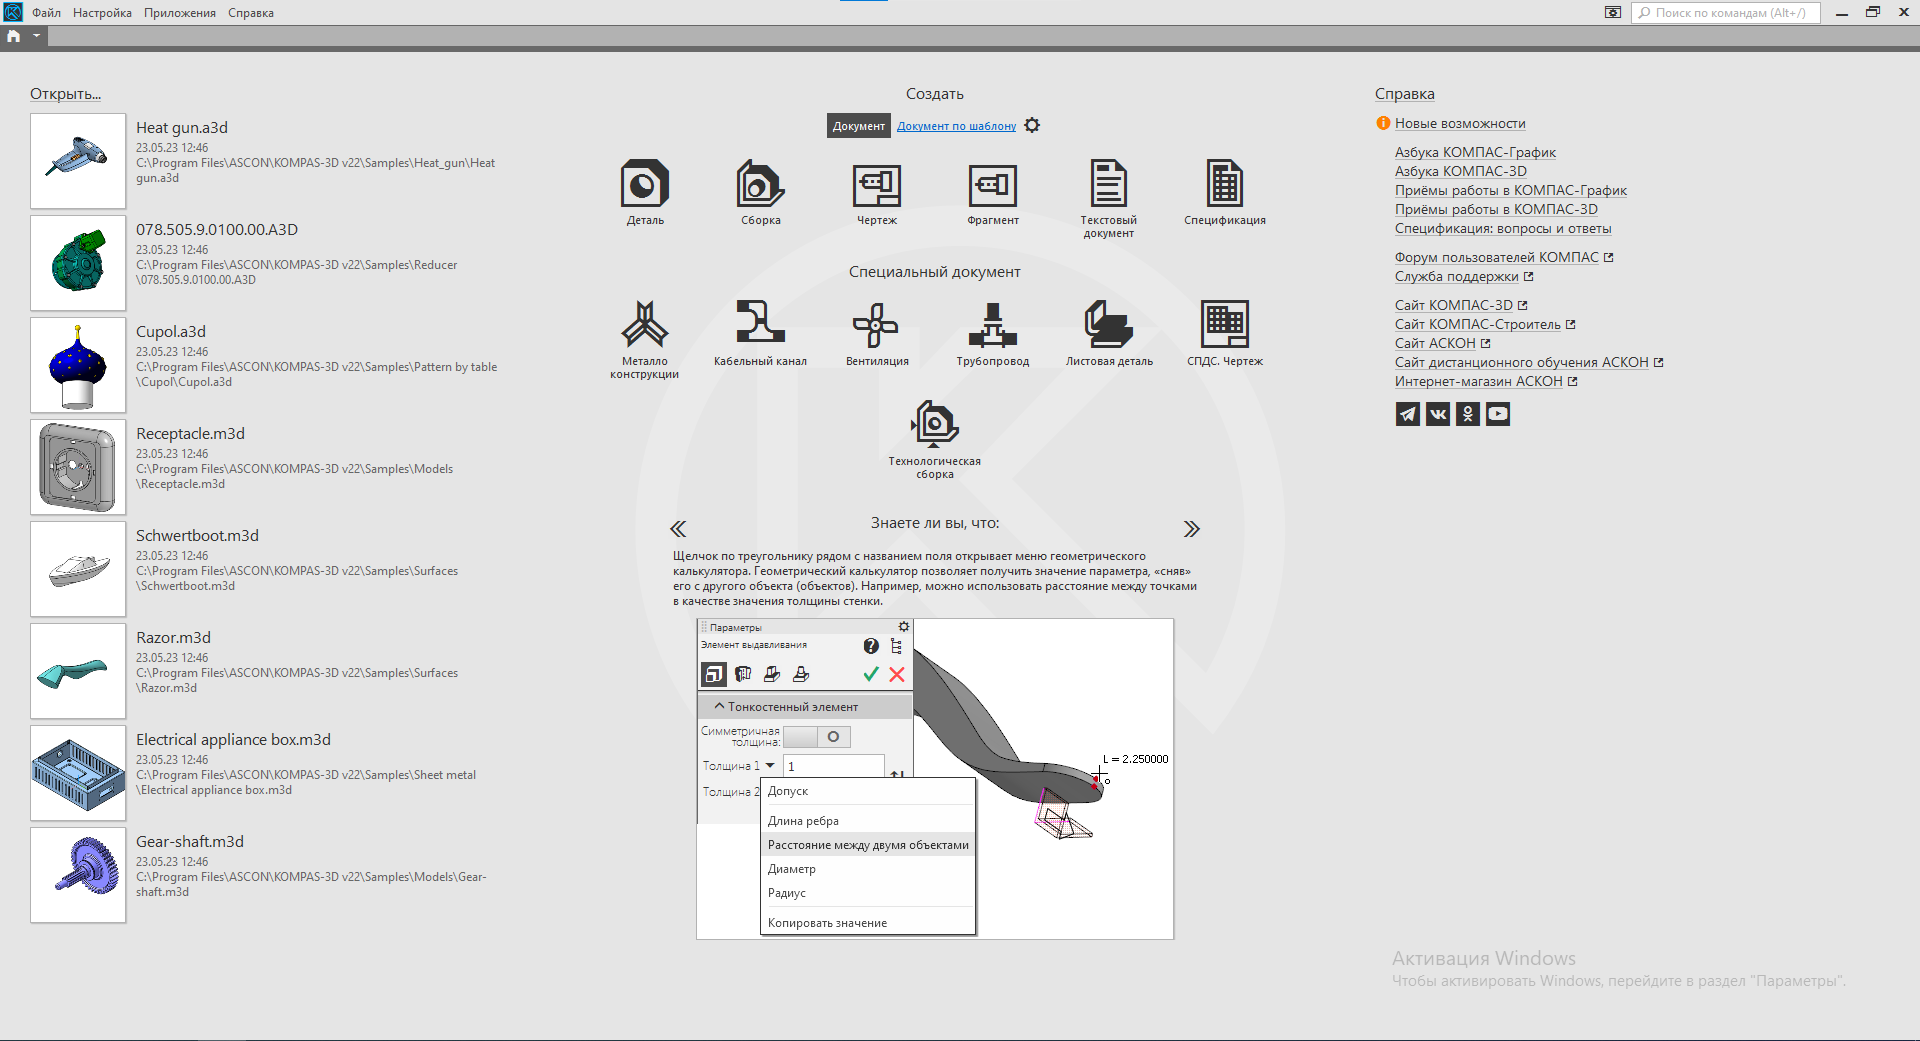 Файл Настройка Приложения Справка
Поиск по командам (Alt+/)
Открыть...
Heat gun.a3d
23.05.23 12:46
C:\Program Files\ASCON\KOMPAS-3D v22\Samples\Heat_gun\Heat
gun.a3d
078.505.9.0100.00.A3D
23.05.23 12:46
C:\Program Files\ASCON\KOMPAS-3D v22\Samples\Reducer
\078.505.9.0100.00.A3D
Cupol.a3d
23.05.23 12:46
C:\Program Files\ASCON\KOMPAS-3D v22\Samples\Pattern by table
\Cupol\Cupol.a3d
Receptacle.m3d
23.05.23 12:46
C:\Program Files\ASCON\KOMPAS-3D v22\Samples\Models
\Receptacle.m3d
Schwertboot.m3d
23.05.23 12:46
C:\Program Files\ASCON\KOMPAS-3D v22\Samples\Surfaces
\Schwertboot.m3d
Razor.m3d
23.05.23 12:46
C:\Program Files\ASCON\KOMPAS-3D v22\Samples\Surfaces
\Razor.m3d
Electrical appliance box.m3d
23.05.23 12:46
C:\Program Files\ASCON\KOMPAS-3D v22\Samples\Sheet metal
\Electrical appliance box.m3d
Gear-shaft.m3d
23.05.23 12:46
C:\Program Files\ASCON\KOMPAS-3D v22\Samples\Models\Gear-
shaft.m3d
Создать
Документ Документ по шаблону
Деталь Сборка Чертеж Фрагмент Текстовый Спецификация
документ
Специальный документ
Металло Кабельный канал Вентиляция Трубопровод Листовая деталь СПДС. Чертеж
конструкции
Технологическая
сборка
Знаете ли вы, что:
Щелчок по треугольнику рядом с названием поля открывает меню геометрического
калькулятора. Геометрический калькулятор позволяет получить значение параметра, «сняв»
его с другого объекта (объектов). Например, можно использовать расстояние между точками
в качестве значения толщины стенки.
Параметры
Элемент выдавливания
Тонкостенный элемент
Симметричная
толщина:
Толщина 1 1
Толщина 2
Допуск
Длина ребра
Расстояние между двумя объектами
Диаметр
Радиус
Копировать значение
L = 2.250000
Справка
Новые возможности
Азбука КОМПАС-График
Азбука КОМПАС-3D
Приёмы работы в КОМПАС-График
Приёмы работы в КОМПАС-3D
Спецификация: вопросы и ответы
Форум пользователей КОМПАС
Служба поддержки
Сайт КОМПАС-3D
Сайт КОМПАС-Строитель
Сайт АСКОН
Сайт дистанционного обучения АСКОН
Интернет-магазин АСКОН
Активация Windows
Чтобы активировать Windows, перейдите в раздел "Параметры".